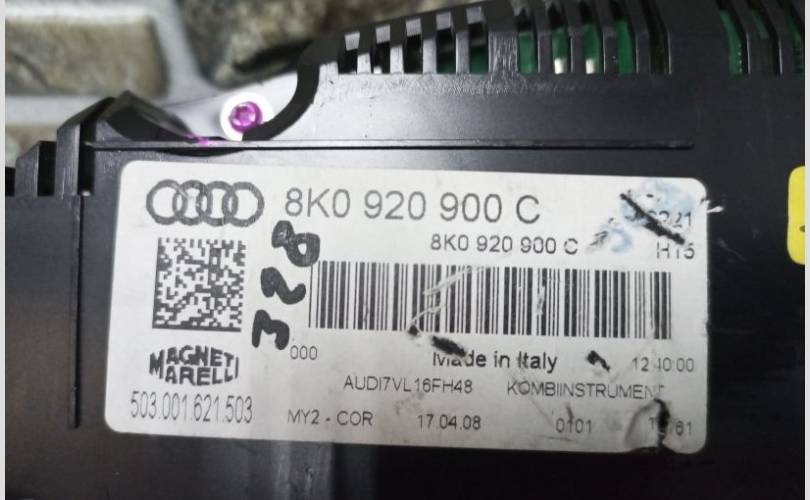 8K0 920 900 C
8K0 920 900 C
H15
328
000
Made in Italy
12:40:00
MAGNETI
MARELLI
AUDI7VL16FH48 KOMBIINSTRUMENT
503.001.621.503
MY2 - COR 17.04.08 0101